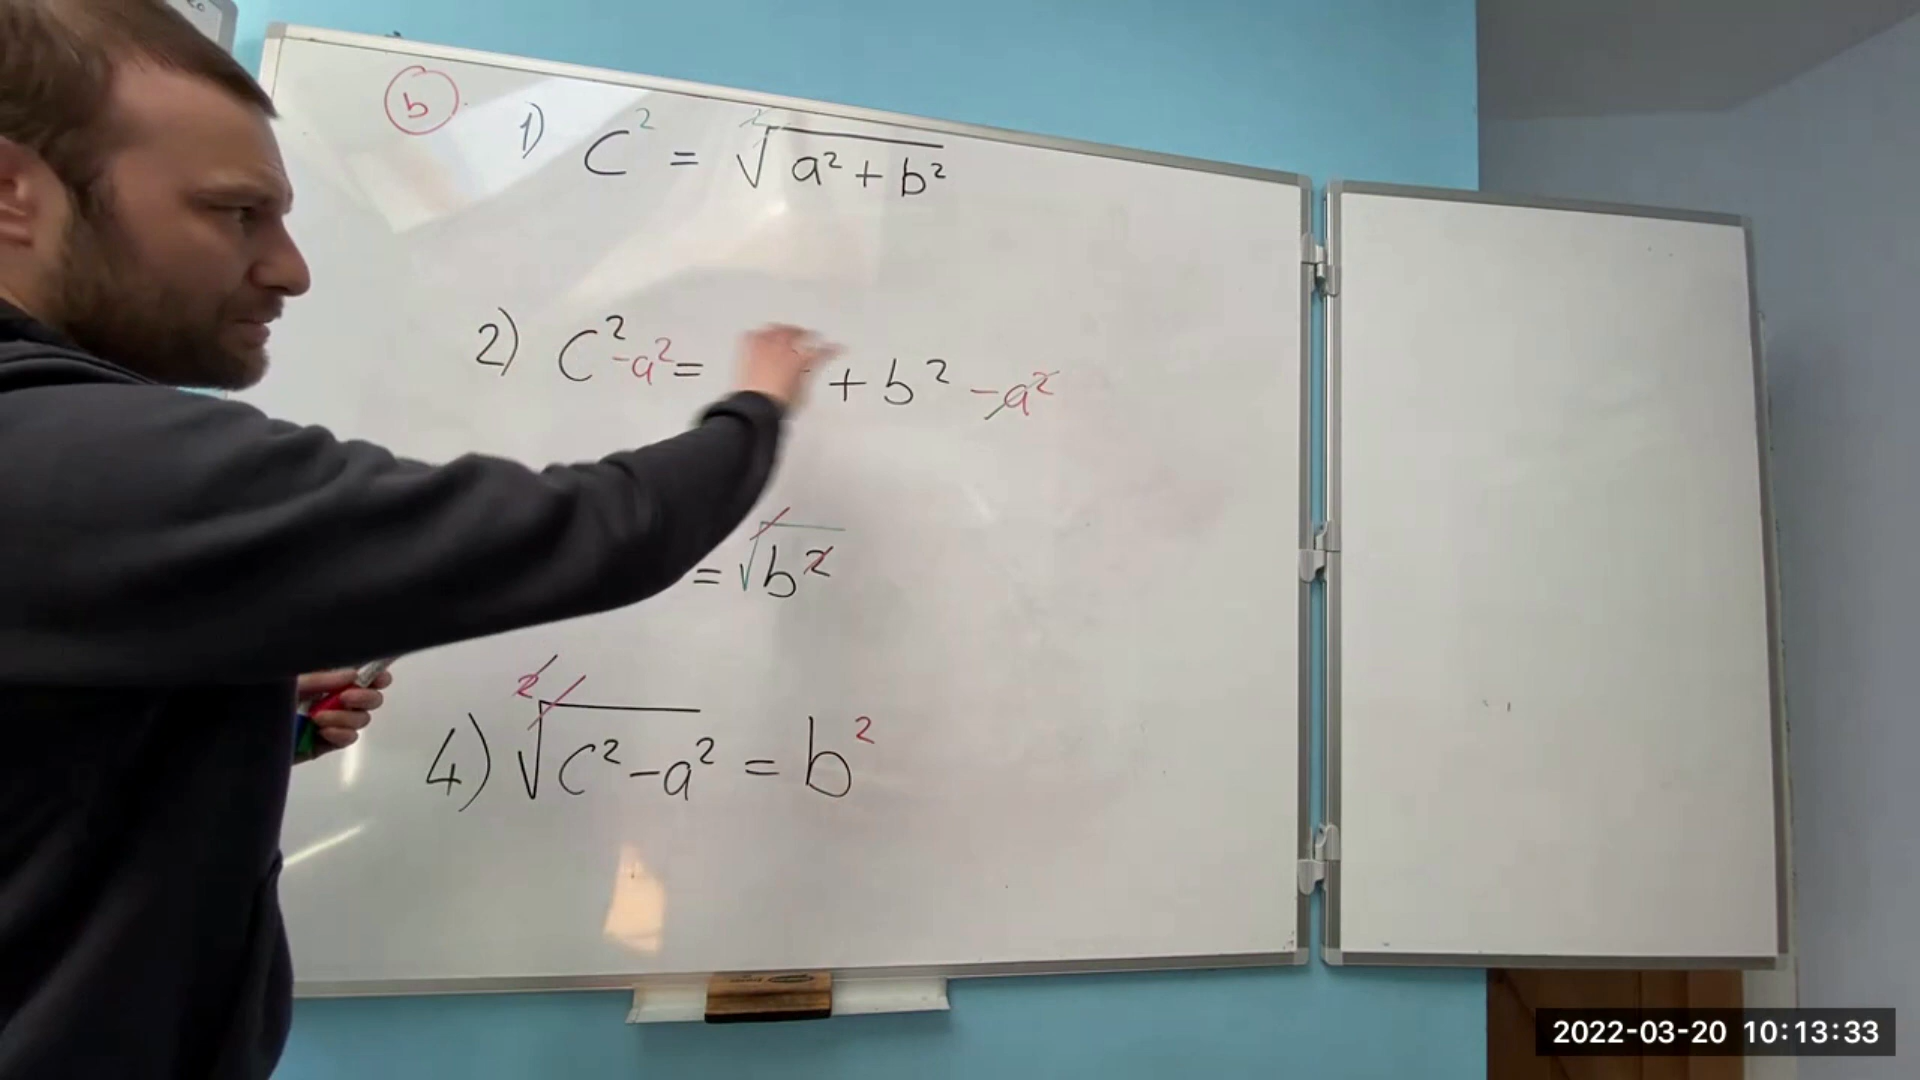 b
1) C² = ²√a²+b²
2) C²-a²= +b² -a²
=√b²
4) ²√c²-a² = b²
2022-03-20 10:13:33